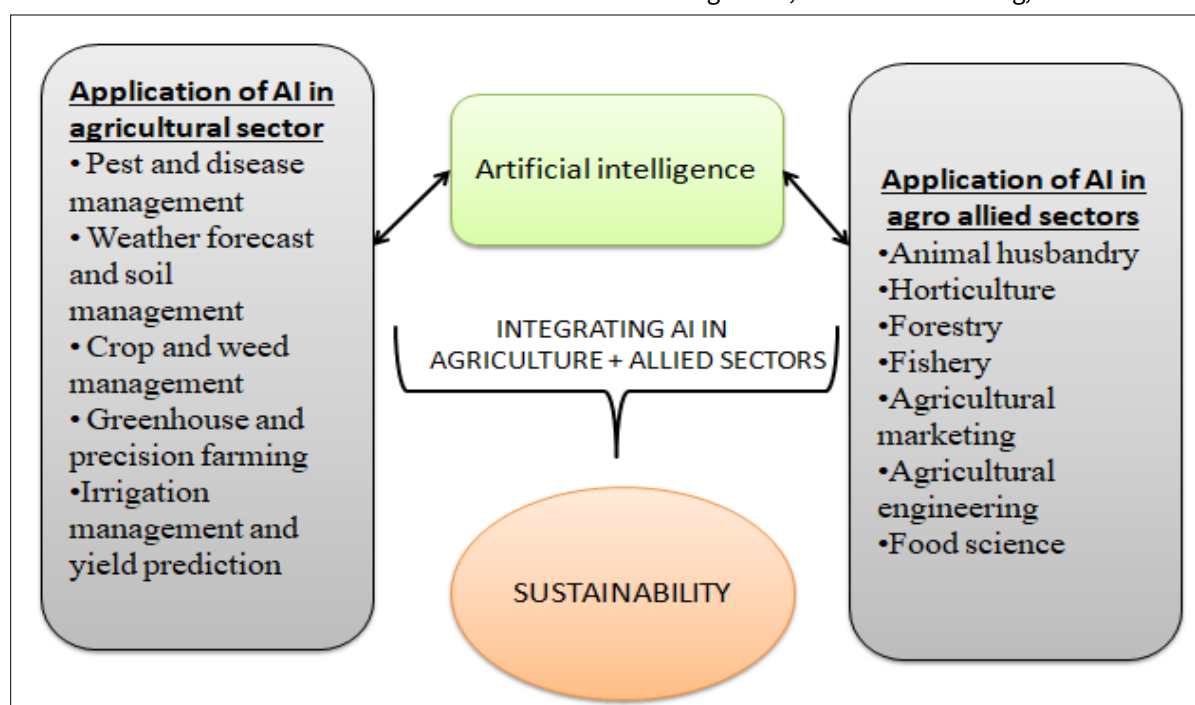 Application of AI in
agricultural sector
• Pest and disease
management
• Weather forecast
and soil
management
• Crop and weed
management
• Greenhouse and
precision farming
•Irrigation
management and
yield prediction
Artificial intelligence
INTEGRATING AI IN
AGRICULTURE + ALLIED SECTORS
SUSTAINABILITY
Application of AI in
agro allied sectors
•Animal husbandry
•Horticulture
•Forestry
•Fishery
•Agricultural
marketing
•Agricultural
engineering
•Food science